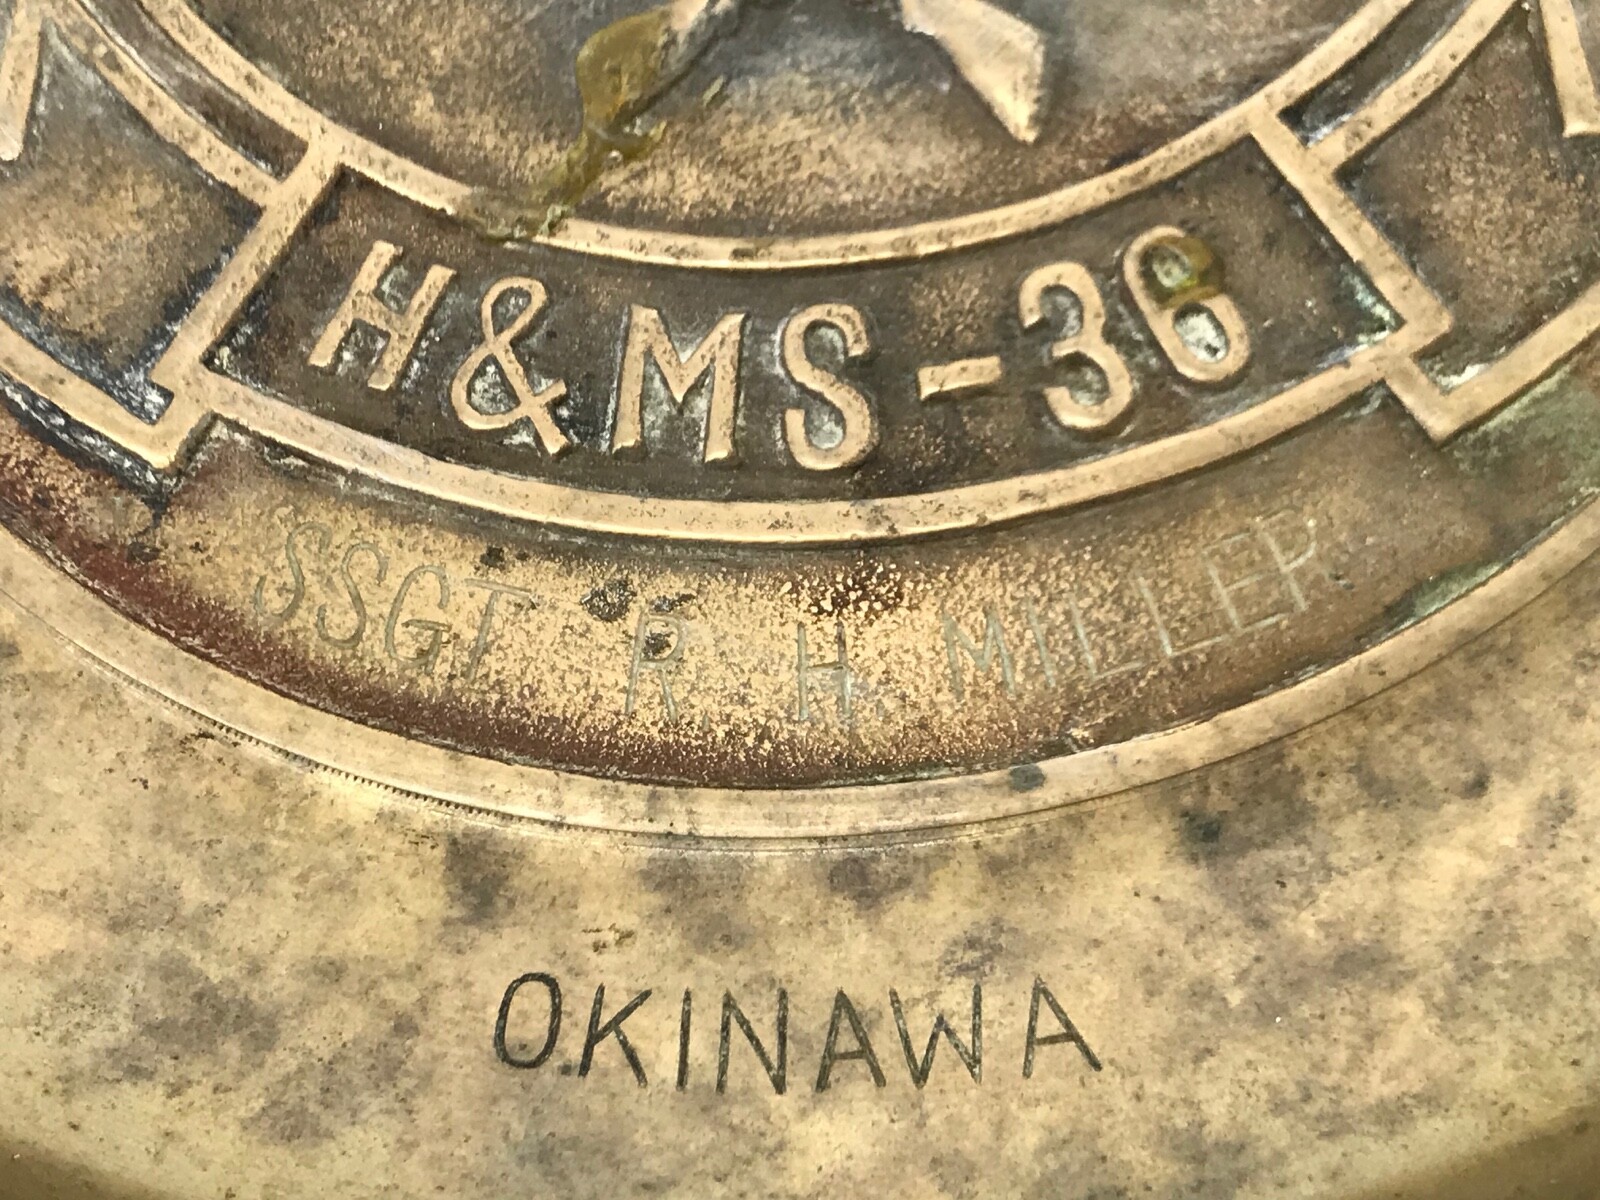 H&MS-36
SSGT R. H. MILLER
OKINAWA